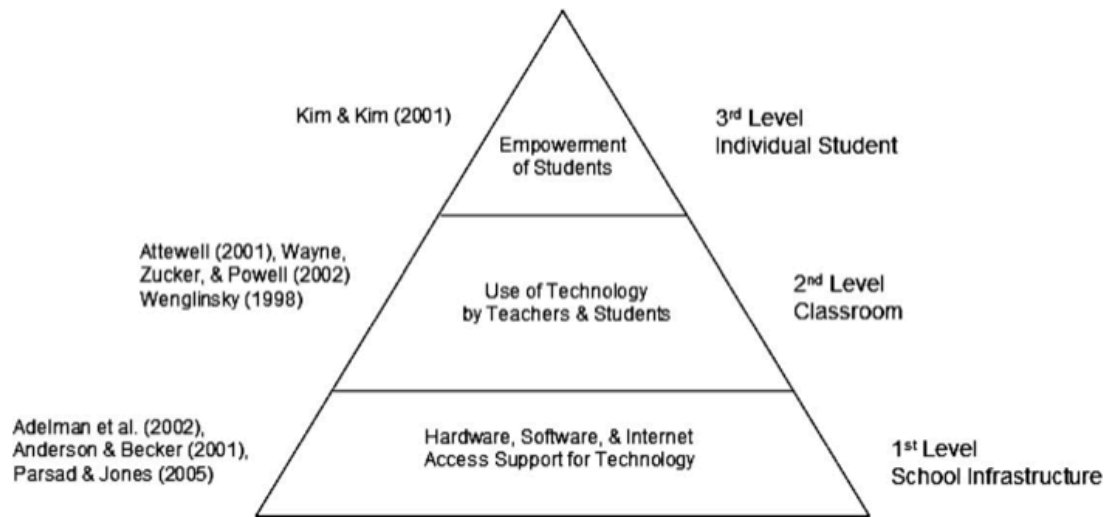 Kim & Kim (2001)
Empowerment
of Students
3rd Level
Individual Student
Attewell (2001), Wayne,
Zucker, & Powell (2002)
Wenglinsky (1998)
Use of Technology
by Teachers & Students
2nd Level
Classroom
Adelman et al. (2002),
Anderson & Becker (2001),
Parsad & Jones (2005)
Hardware, Software, & Internet
Access Support for Technology
1st Level
School Infrastructure